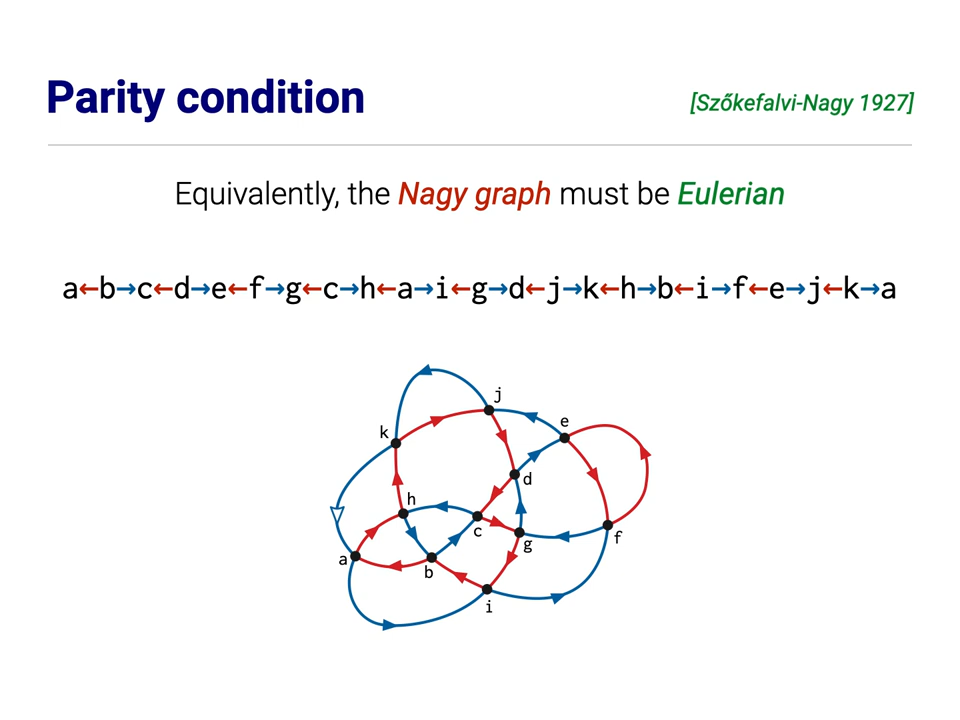 Parity condition
[Szőkefalvi-Nagy 1927]
Equivalently, the Nagy graph must be Eulerian
a←b→c←d→e←f→g←c→h←a→i←g→d←j→k←h→b←i→f←e→j←k→a
j
e
k
d
h
c
g
f
a
b
i